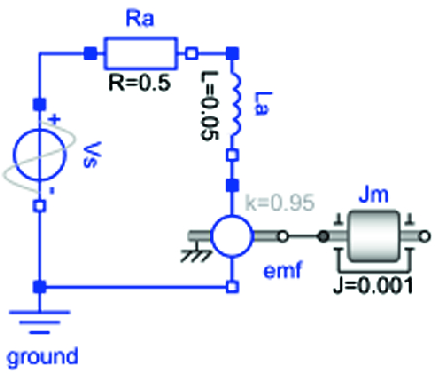 Ra
R=0.5
L=0.05
La
+
Vs
-
k=0.95
Jm
emf
J=0.001
ground